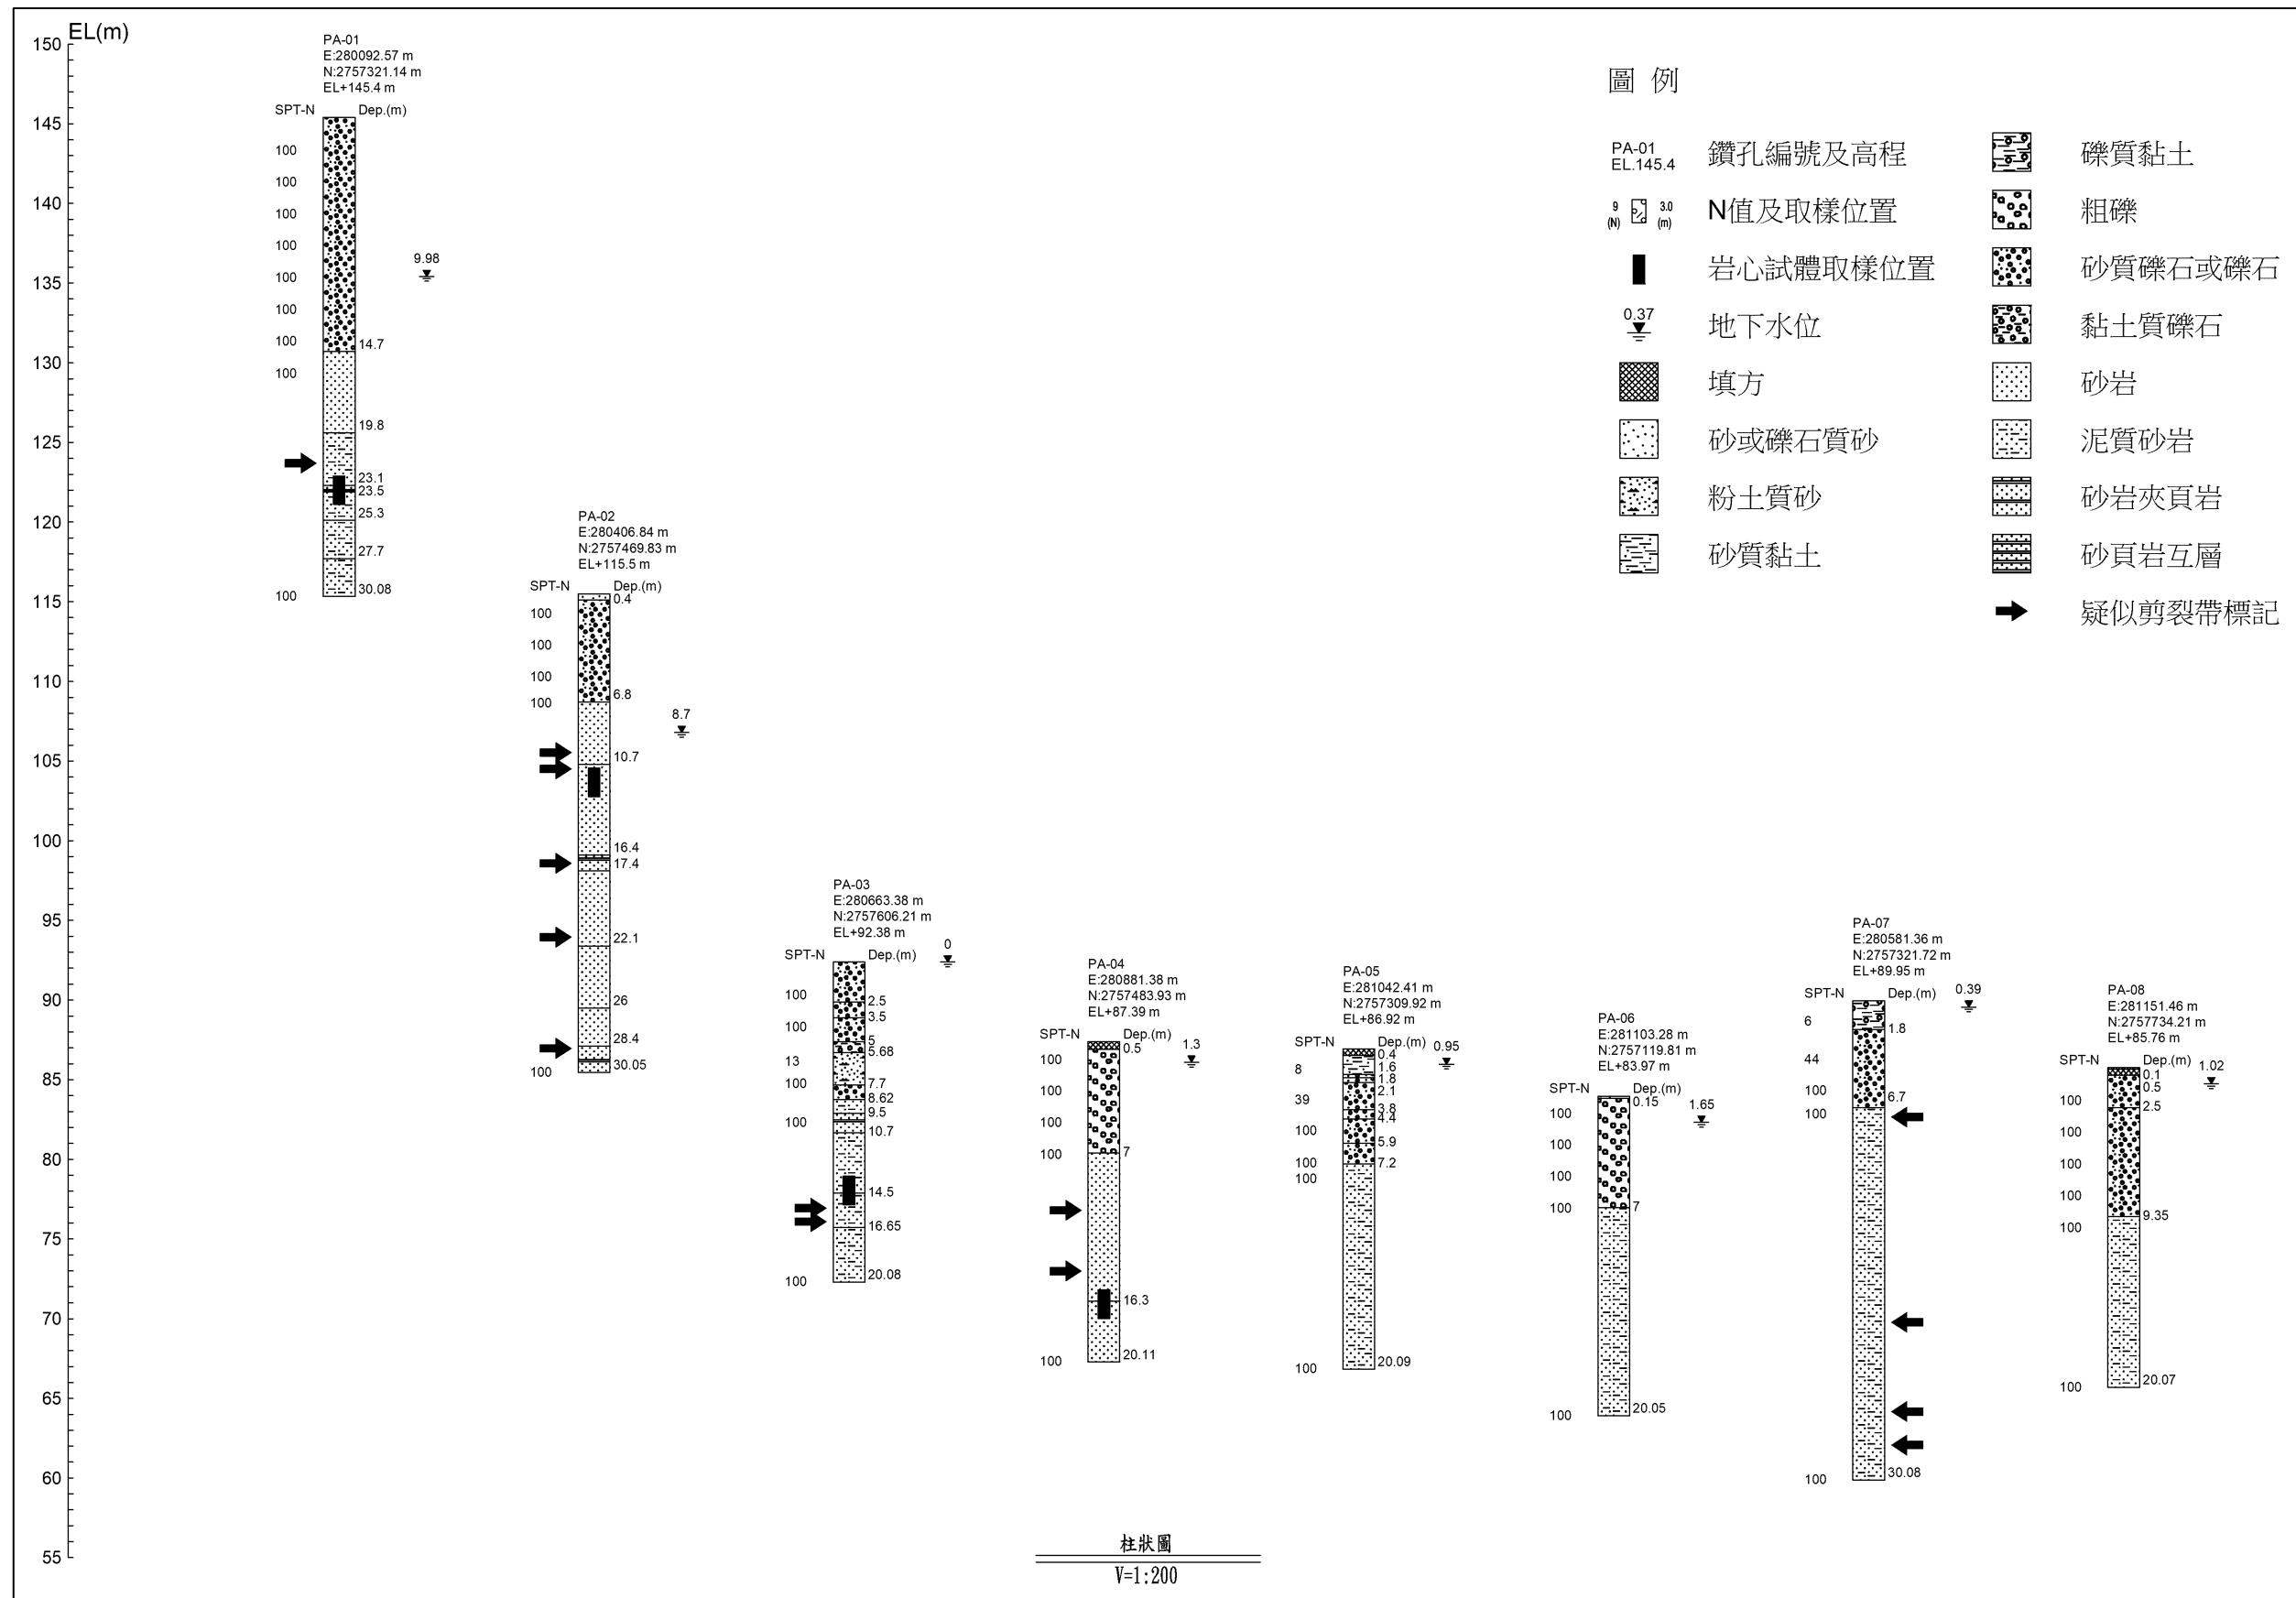 EL(m)
150
145
140
135
130
125
120
115
110
105
100
95
90
85
80
75
70
65
60
55
PA-01
E:280092.57 m
N:2757321.14 m
EL+145.4 m
SPT-N Dep.(m)
100
100
100
100
100
100
100
100
100
9.98
14.7
19.8
23.1
23.5
25.3
27.7
30.08
PA-02
E:280406.84 m
N:2757469.83 m
EL+115.5 m
SPT-N Dep.(m)
100
100
100
100
100
8.7
0.4
6.8
10.7
16.4
17.4
22.1
26
28.4
30.05
PA-03
E:280663.38 m
N:2757606.21 m
EL+92.38 m
SPT-N Dep.(m)
100
100
13
100
100
100
0
2.5
3.5
5
5.68
7.7
8.62
9.5
10.7
14.5
16.65
20.08
PA-04
E:280881.38 m
N:2757483.93 m
EL+87.39 m
SPT-N Dep.(m)
100
100
100
100
100
1.3
0.5
7
16.3
20.11
PA-05
E:281042.41 m
N:2757309.92 m
EL+86.92 m
SPT-N Dep.(m)
8
39
100
100
100
100
0.95
0.4
1.6
1.8
2.1
3.8
4.4
5.9
7.2
20.09
PA-06
E:281103.28 m
N:2757119.81 m
EL+83.97 m
SPT-N Dep.(m)
100
100
100
100
100
1.65
0.15
7
20.05
PA-07
E:280581.36 m
N:2757321.72 m
EL+89.95 m
SPT-N Dep.(m)
6
44
100
100
100
0.39
1.8
6.7
30.08
PA-08
E:281151.46 m
N:2757734.21 m
EL+85.76 m
SPT-N Dep.(m)
100
100
100
100
100
100
1.02
0.1
0.5
2.5
9.35
20.07
圖 例
PA-01
EL.145.4
鑽孔編號及高程
9
(N)
3.0
(m)
N值及取樣位置
岩心試體取樣位置
0.37
地下水位
填方
砂或礫石質砂
粉土質砂
砂質黏土
礫質黏土
粗礫
砂質礫石或礫石
黏土質礫石
砂岩
泥質砂岩
砂岩夾頁岩
砂頁岩互層
疑似剪裂帶標記
柱狀圖
V=1:200